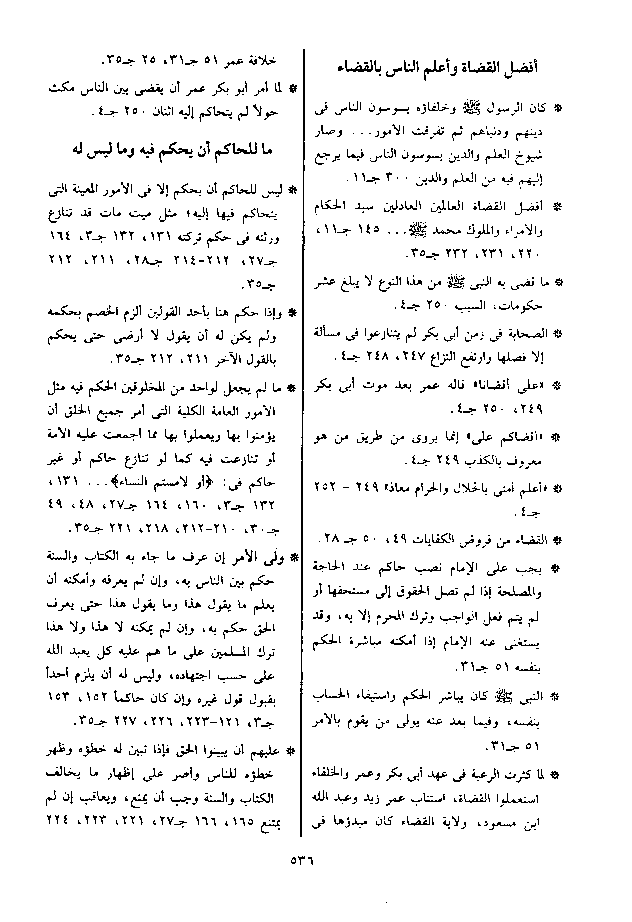 أفضل القضاة وأعلم الناس بالقضاء
* كان الرسول ﷺ وخلفاؤه يسوسون الناس فى
دينهم ودنياهم ثم تفرقت الأمور... وصار
شيوخ العلم والدين يسوسون الناس فيما يرجع
إليهم فيه من العلم والدين ٣٠٠ جـ١١.
* أفضل القضاة العالمين العادلين سيد الحكام
والأمراء والملوك محمد ﷺ... ١٤٥ جـ١١،
٢٢٠، ٢٣١، ٢٣٢ جـ٣٥.
* ما قضى به النبي ﷺ من هذا النوع لا يبلغ عشر
حكومات، السبب ٢٥٠ جـ٤.
* الصحابة فى زمن أبى بكر لم يتنازعوا فى مسألة
إلا فصلها وارتفع النزاع ٢٤٧، ٢٤٨ جـ٤.
* «على أقضانا» قاله عمر بعد موت أبى بكر
٢٤٩، ٢٥٠ جـ٤.
* «أقضاكم على» إنما يروى من طريق من هو
معروف بالكذب ٢٤٩ جـ٤.
* «أعلم أمتى بالحلال والحرام معاذ» ٢٤٩ - ٢٥٢
جـ٤.
* القضاء من فروض الكفايات ٤٩، ٥٠ جـ ٢٨.
* يجب على الإمام نصب حاكم عند الحاجة
والمصلحة إذا لم تصل الحقوق إلى مستحقها أو
لم يتم فعل الواجب وترك المحرم إلا به، وقد
يستغنى عنه الإمام إذا أمكنه مباشرة الحكم
بنفسه ٥١ جـ٣١.
* النبي ﷺ كان يباشر الحكم واستيفاء الحساب
بنفسه، وفيما بعد عنه يولى من يقوم بالأمر
٥١ جـ٣١.
* لما كثرت الرعية فى عهد أبى بكر وعمر والخلفاء
استعملوا القضاة، استناب عمر زيد وعبد الله
ابن مسعود، ولاية القضاء كان مبدؤها فى
خلافة عمر ٥١ جـ٣١، ٢٥ جـ٣٥.
* لما أمر أبو بكر عمر أن يقضى بين الناس مكث
حولاً لم يتحاكم إليه اثنان ٢٥٠ جـ٤.
ما للحاكم أن يحكم فيه وما ليس له
* ليس للحاكم أن يحكم إلا فى الأمور المعينة التى
يتحاكم فيها إليه؛ مثل ميت مات قد تنازع
ورثته فى حكم تركته ١٣١، ١٣٢ جـ٣، ١٦٤
جـ٢٧، ٢١٢-٢١٤ جـ٢٨، ٢١١، ٢١٢
جـ٣٥.
* وإذا حكم هنا بأحد القولين ألزم الخصم بحكمه
ولم يكن له أن يقول لا أرضى حتى يحكم
بالقول الآخر ٢١١، ٢١٢ جـ٣٥.
* ما لم يجعل لواحد من المخلوقين الحكم فيه مثل
الأمور العامة الكلية التى أمر جميع الخلق أن
يؤمنوا بها ويعملوا بها مما أجمعت عليه الأمة
أو تنازعت فيه كما لو تنازع حاكم أو غير
حاكم فى: ﴿أو لامستم النساء﴾... ١٣١،
١٣٢ جـ٣، ١٦٠، ١٦٤ جـ٢٧، ٤٨، ٤٩
جـ٣٠، ٢١٠-٢١٢، ٢١٨، ٢٢١ جـ٣٥.
* ولى الأمر إن عرف ما جاء به الكتاب والسنة
حكم بين الناس به، وإن لم يعرفه وأمكنه أن
يعلم ما يقول هذا وما يقول هذا حتى يعرف
الحق حكم به، وإن لم يمكنه لا هذا ولا هذا
ترك المسلمين على ما هم عليه كل يعبد الله
على حسب اجتهاده، وليس له أن يلزم أحداً
بقبول قول غيره وإن كان حاكماً ١٥٢، ١٥٣
جـ٣، ١٢١-٢٢٣، ٢٢٦، ٢٢٧ جـ٣٥.
* عليهم أن يبينوا الحق فإذا تبين له خطؤه وظهر
خطؤه للناس وأصر على إظهار ما يخالف
الكتاب والسنة وجب أن يمنع، ويعاقب إن لم
يمتنع ١٦٥، ١٦٦ جـ٢٧، ٢٢١، ٢٢٣، ٢٢٤
٥٣٦